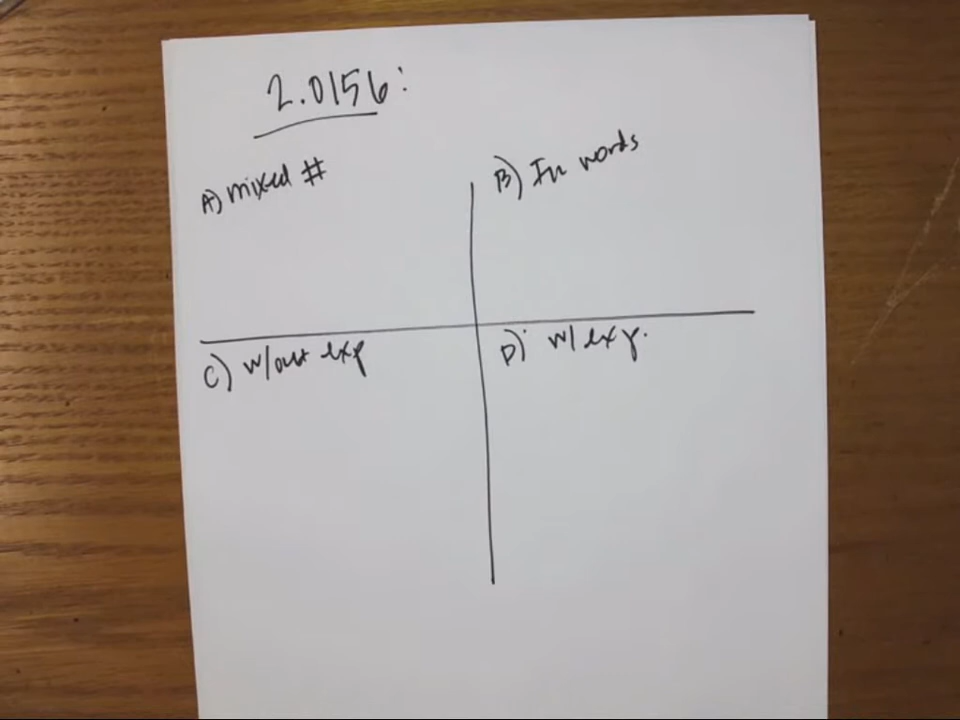 2.0156:
A) mixed #
B) In words
C) w/out exp
D) w/ exp.